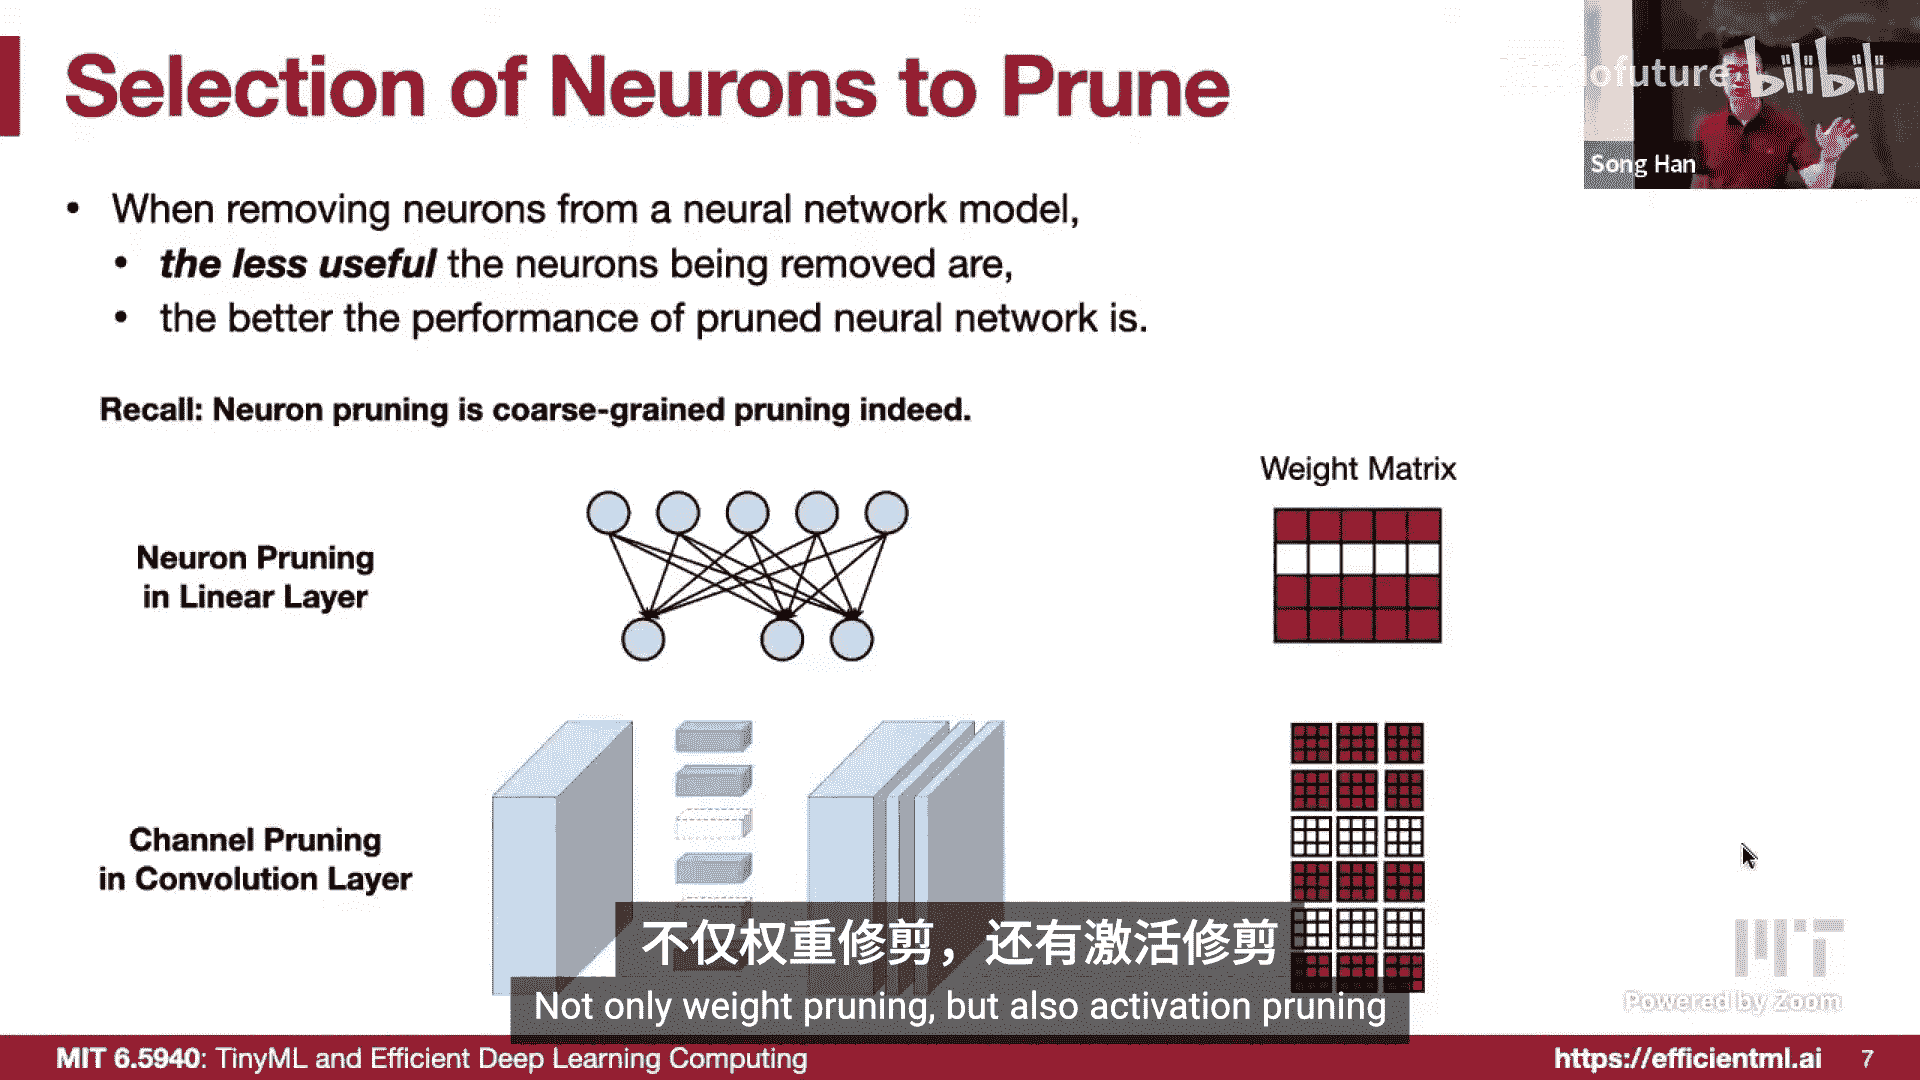 Selection of Neurons to Prune
ofuture
bilibili
Song Han
• When removing neurons from a neural network model,
• the less useful the neurons being removed are,
• the better the performance of pruned neural network is.
Recall: Neuron pruning is coarse-grained pruning indeed.
Weight Matrix
Neuron Pruning
in Linear Layer
Channel Pruning
in Convolution Layer
不仅权重修剪，还有激活修剪
Not only weight pruning, but also activation pruning
MIT
Powered by Zoom
MIT 6.5940: TinyML and Efficient Deep Learning Computing
https://efficientml.ai
7